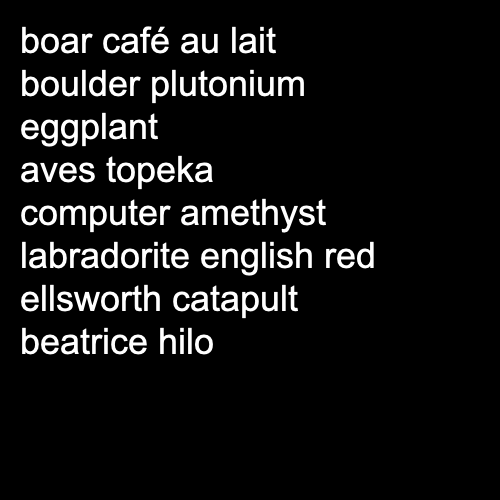 boar café au lait
boulder plutonium
eggplant
aves topeka
computer amethyst
labradorite english red
ellsworth catapult
beatrice hilo